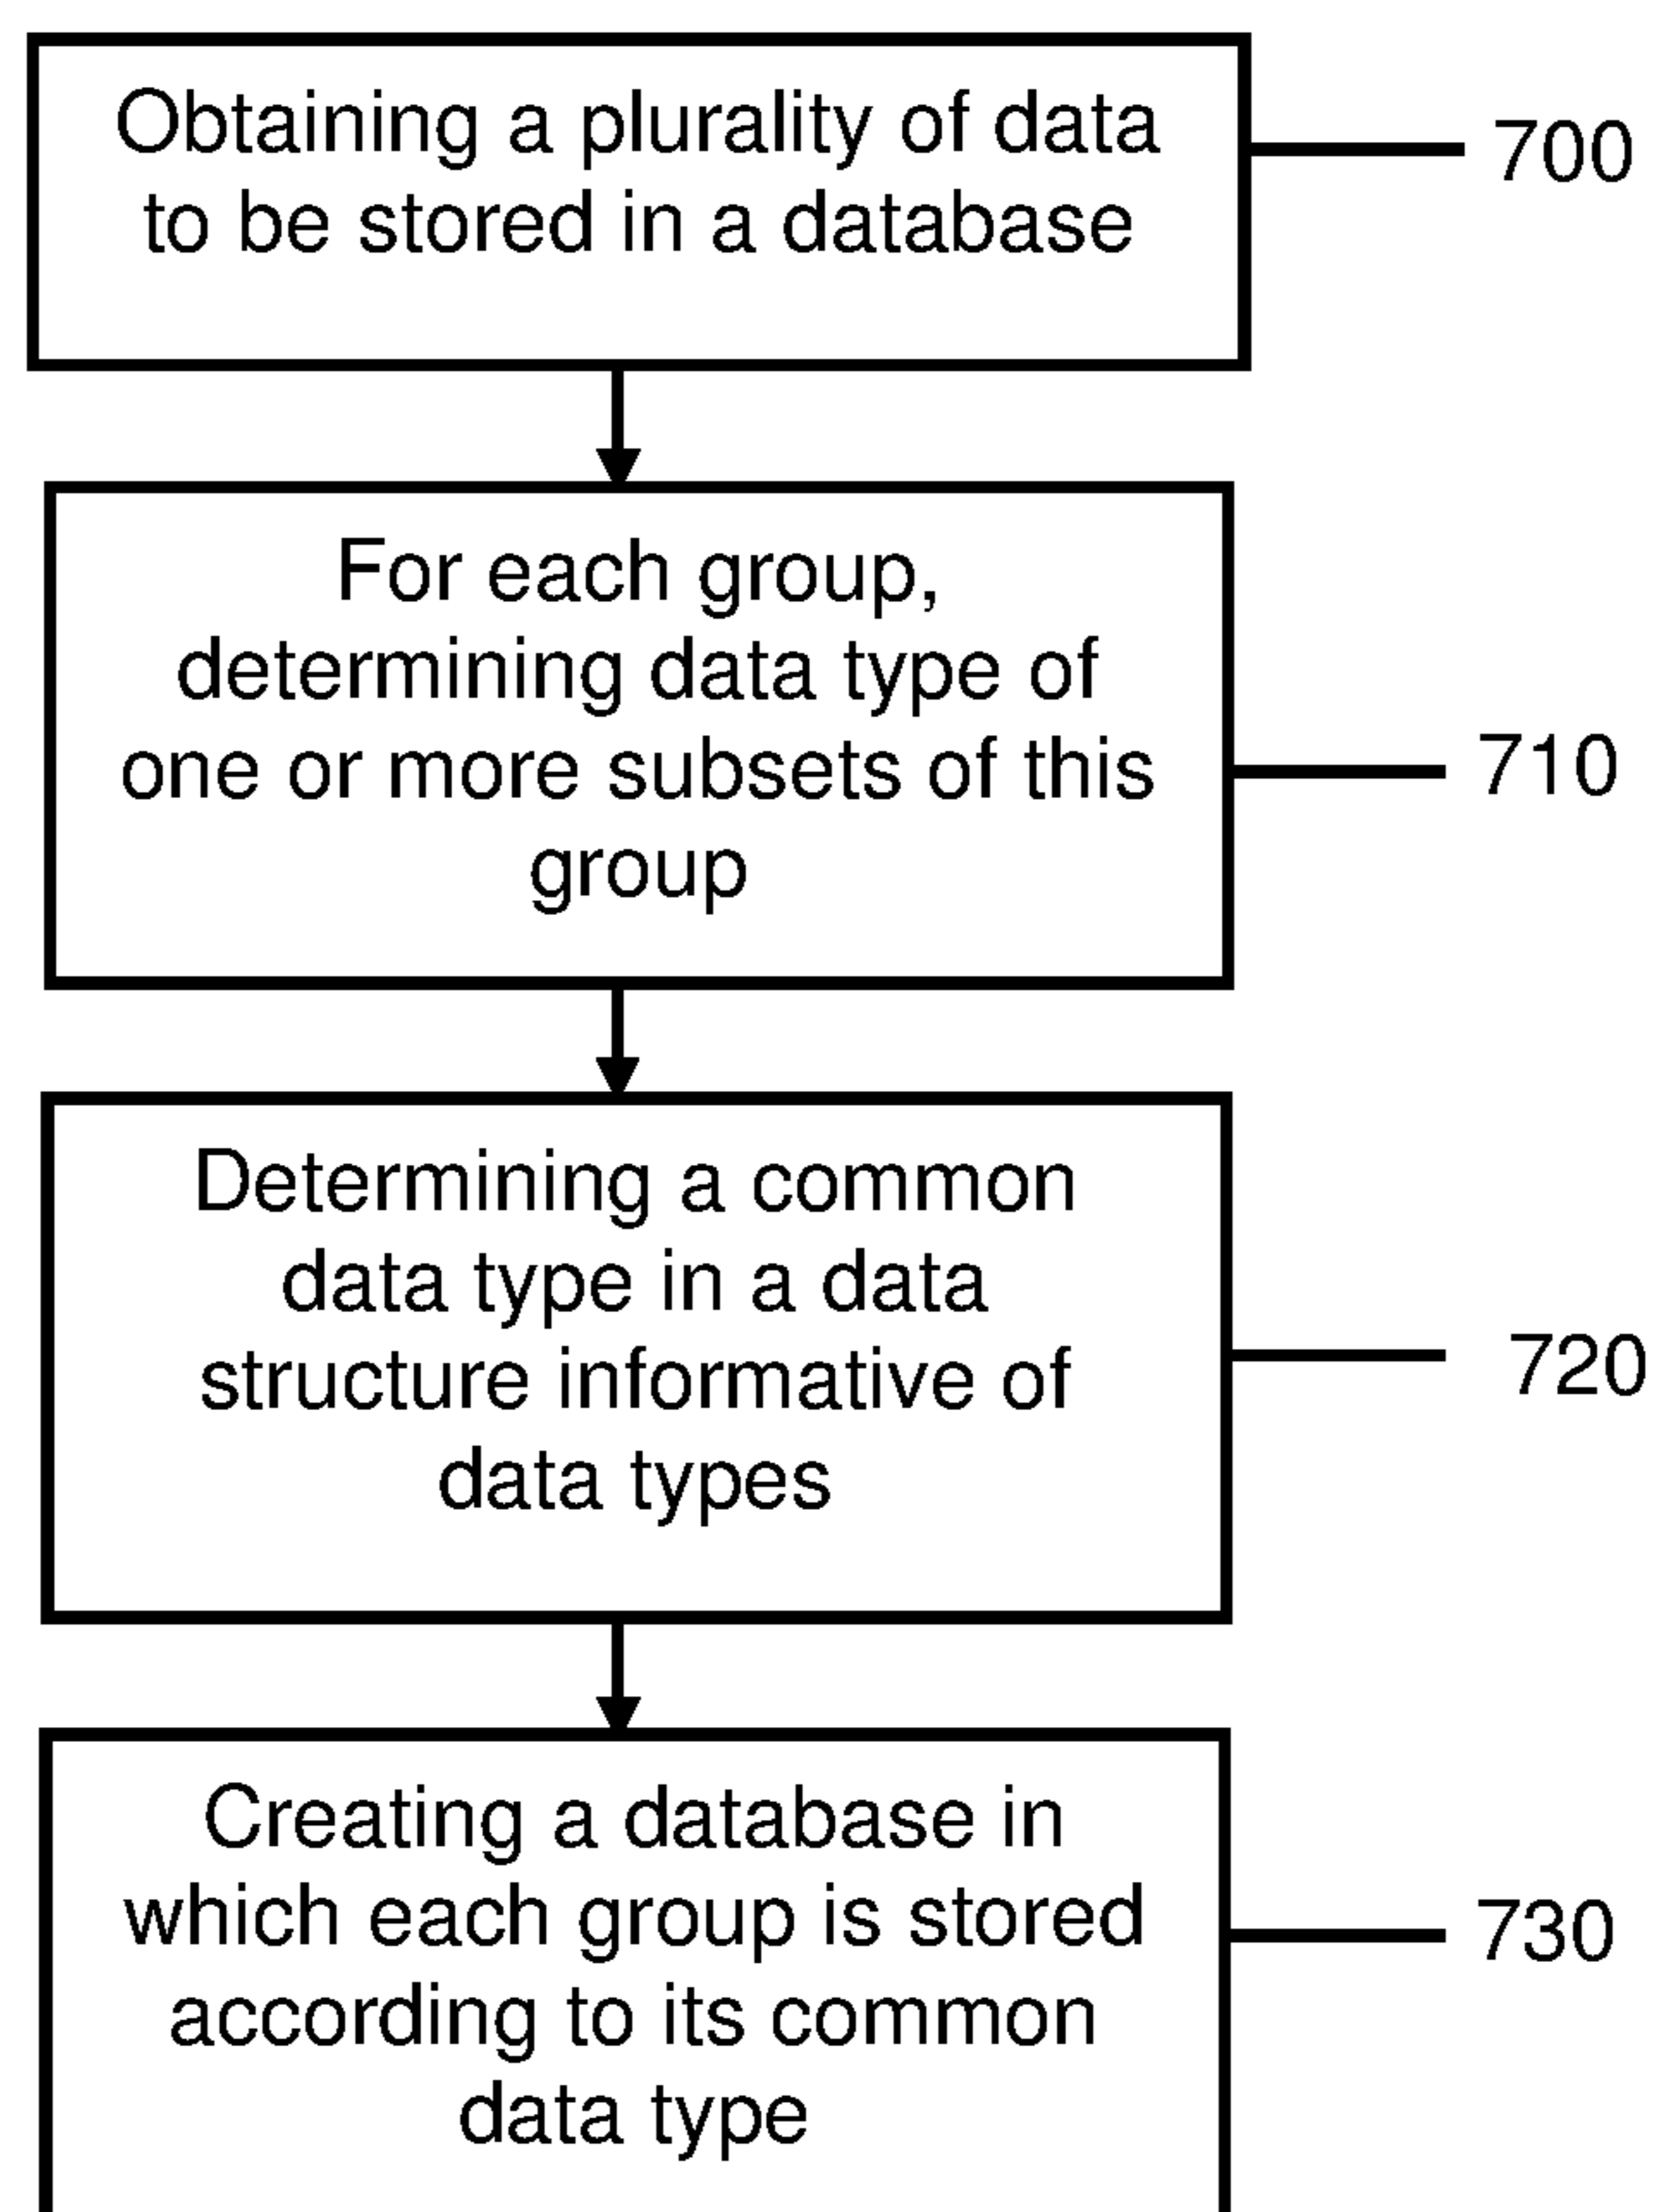 Obtaining a plurality of data
to be stored in a database
700
For each group,
determining data type of
one or more subsets of this
group
710
Determining a common
data type in a data
structure informative of
data types
720
Creating a database in
which each group is stored
according to its common
data type
730